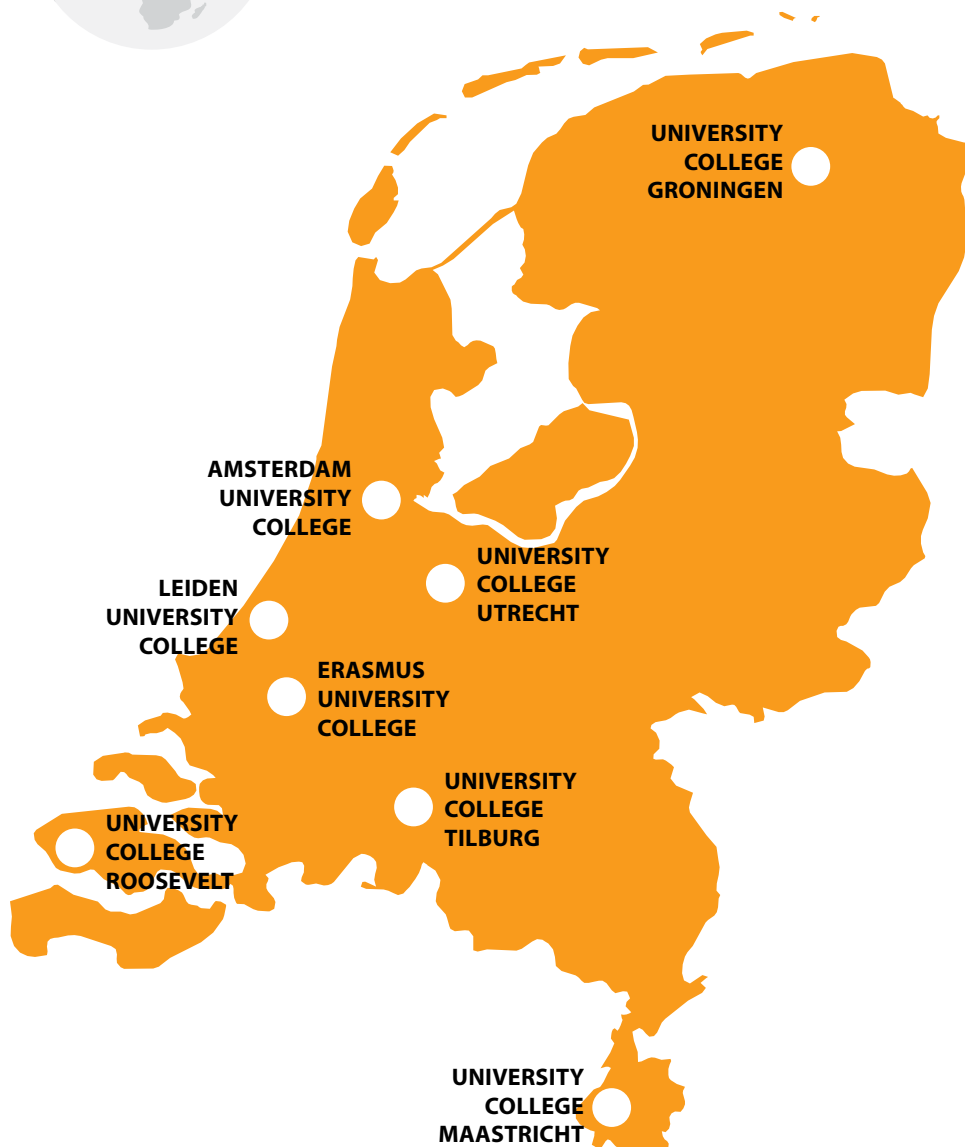 UNIVERSITY
COLLEGE
GRONINGEN
AMSTERDAM
UNIVERSITY
COLLEGE
UNIVERSITY
COLLEGE
UTRECHT
LEIDEN
UNIVERSITY
COLLEGE
ERASMUS
UNIVERSITY
COLLEGE
UNIVERSITY
COLLEGE
TILBURG
UNIVERSITY
COLLEGE
ROOSEVELT
UNIVERSITY
COLLEGE
MAASTRICHT